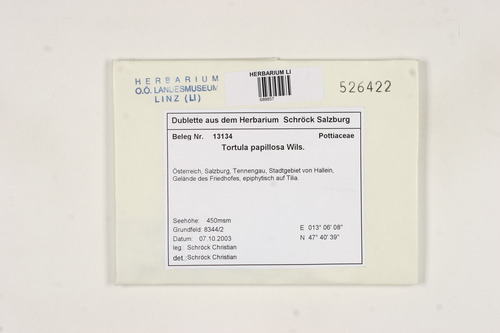 HERBARIUM
O.Ö. LANDESMUSEUM
LINZ (LI)
HERBARIUM LI
526422
Dublette aus dem Herbarium Schröck Salzburg
Beleg Nr. 13134 Pottiaceae
Tortula papillosa Wils.
Österreich, Salzburg, Tennengau, Stadtgebiet von Hallein,
Gelände des Friedhofes, epiphytisch auf Tilia.
Seehöhe: 450msm
Grundfeld: 8344/2 E 013° 06' 08"
Datum: 07.10.2003 N 47° 40' 39"
leg.: Schröck Christian
det.: Schröck Christian